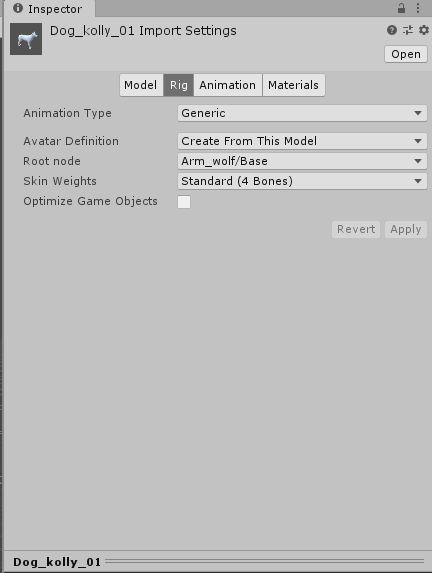 Inspector
Dog_kolly_01 Import Settings
Open
Model Rig Animation Materials
Animation Type Generic
Avatar Definition Create From This Model
Root node Arm_wolf/Base
Skin Weights Standard (4 Bones)
Optimize Game Objects
Revert Apply
Dog_kolly_01